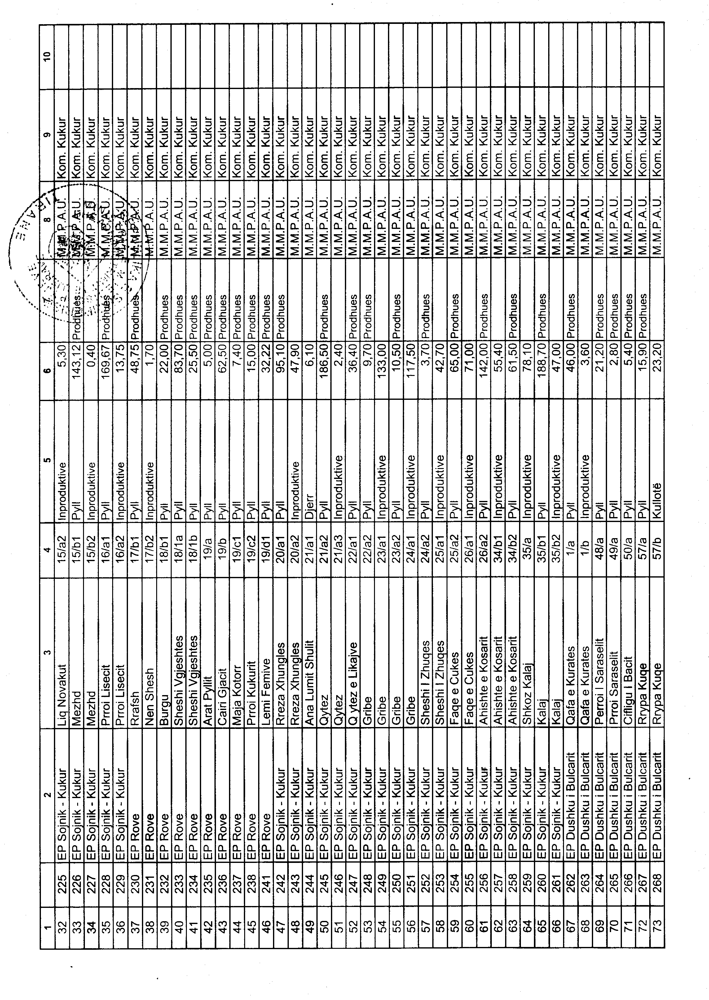 1 2 3 4 5 6 7 8 9 10
32 225 EP Sojnik - Kukur Liq Novakut 15/a2 Inproduktive 5,30 M.M.P.A.U. Kom. Kukur
33 226 EP Sojnik - Kukur Mezhd 15/b1 Pyll 143,12 Prodhues M.M.P.A.U. Kom. Kukur
34 227 EP Sojnik - Kukur Mezhd 15/b2 Inproduktive 0,40 M.M.P.A.U. Kom. Kukur
35 228 EP Sojnik - Kukur Prroi Lisecit 16/a1 Pyll 169,67 Prodhues M.M.P.A.U. Kom. Kukur
36 229 EP Sojnik - Kukur Prroi Lisecit 16/a2 Inproduktive 13,75 M.M.P.A.U. Kom. Kukur
37 230 EP Rove Rrafsh 17/b1 Pyll 48,75 Prodhues M.M.P.A.U. Kom. Kukur
38 231 EP Rove Nen Shesh 17/b2 Inproduktive 1,70 M.M.P.A.U. Kom. Kukur
39 232 EP Rove Burgu 18/b1 Pyll 22,00 Prodhues M.M.P.A.U. Kom. Kukur
40 233 EP Rove Sheshi Vgjeshtes 18/1a Pyll 83,70 Prodhues M.M.P.A.U. Kom. Kukur
41 234 EP Rove Sheshi Vgjeshtes 18/1b Pyll 25,50 Prodhues M.M.P.A.U. Kom. Kukur
42 235 EP Rove Arat Pyllit 19/a Pyll 5,00 Prodhues M.M.P.A.U. Kom. Kukur
43 236 EP Rove Cairi Gjacit 19/b Pyll 62,50 Prodhues M.M.P.A.U. Kom. Kukur
44 237 EP Rove Maja Kotorr 19/c1 Pyll 7,40 Prodhues M.M.P.A.U. Kom. Kukur
45 238 EP Rove Prroi Kukurit 19/c2 Pyll 15,00 Prodhues M.M.P.A.U. Kom. Kukur
46 241 EP Rove Lemi Femive 19/d1 Pyll 32,22 Prodhues M.M.P.A.U. Kom. Kukur
47 242 EP Sojnik - Kukur Rreza Xhungles 20/a1 Pyll 95,10 Prodhues M.M.P.A.U. Kom. Kukur
48 243 EP Sojnik - Kukur Rreza Xhungles 20/a2 Inproduktive 47,90 M.M.P.A.U. Kom. Kukur
49 244 EP Sojnik - Kukur Ana Lumit Shulit 21/a1 Djerr 6,10 M.M.P.A.U. Kom. Kukur
50 245 EP Sojnik - Kukur Qytez 21/a2 Pyll 186,50 Prodhues M.M.P.A.U. Kom. Kukur
51 246 EP Sojnik - Kukur Qytez 21/a3 Inproduktive 2,40 M.M.P.A.U. Kom. Kukur
52 247 EP Sojnik - Kukur Q ytez e Likajve 22/a1 Pyll 36,40 Prodhues M.M.P.A.U. Kom. Kukur
53 248 EP Sojnik - Kukur Gribe 22/a2 Pyll 9,70 Prodhues M.M.P.A.U. Kom. Kukur
54 249 EP Sojnik - Kukur Gribe 23/a1 Inproduktive 133,00 M.M.P.A.U. Kom. Kukur
55 250 EP Sojnik - Kukur Gribe 23/a2 Pyll 10,50 Prodhues M.M.P.A.U. Kom. Kukur
56 251 EP Sojnik - Kukur Gribe 24/a1 Inproduktive 117,50 M.M.P.A.U. Kom. Kukur
57 252 EP Sojnik - Kukur Sheshi I Zhuqes 24/a2 Pyll 3,70 Prodhues M.M.P.A.U. Kom. Kukur
58 253 EP Sojnik - Kukur Sheshi I Zhuqes 25/a1 Inproduktive 42,70 M.M.P.A.U. Kom. Kukur
59 254 EP Sojnik - Kukur Faqe e Cukes 25/a2 Pyll 65,00 Prodhues M.M.P.A.U. Kom. Kukur
60 255 EP Sojnik - Kukur Faqe e Cukes 26/a1 Inproduktive 71,00 M.M.P.A.U. Kom. Kukur
61 256 EP Sojnik - Kukur Ahishte e Kosarit 26/a2 Pyll 142,00 Prodhues M.M.P.A.U. Kom. Kukur
62 257 EP Sojnik - Kukur Ahishte e Kosarit 34/b1 Inproduktive 55,40 M.M.P.A.U. Kom. Kukur
63 258 EP Sojnik - Kukur Ahishte e Kosarit 34/b2 Pyll 61,50 Prodhues M.M.P.A.U. Kom. Kukur
64 259 EP Sojnik - Kukur Shkoz Kalaj 35/a Inproduktive 78,10 M.M.P.A.U. Kom. Kukur
65 260 EP Sojnik - Kukur Kalaj 35/b1 Pyll 188,70 Prodhues M.M.P.A.U. Kom. Kukur
66 261 EP Sojnik - Kukur Kalaj 35/b2 Inproduktive 47,00 M.M.P.A.U. Kom. Kukur
67 262 EP Dushku i Bulcarit Qafa e Kurates 1/a Pyll 46,00 Prodhues M.M.P.A.U. Kom. Kukur
68 263 EP Dushku i Bulcarit Qafa e Kurates 1/b Inproduktive 3,60 M.M.P.A.U. Kom. Kukur
69 264 EP Dushku i Bulcarit Perroi I Saraselit 48/a Pyll 21,20 Prodhues M.M.P.A.U. Kom. Kukur
70 265 EP Dushku i Bulcarit Prroi Saraselit 49/a Pyll 2,80 Prodhues M.M.P.A.U. Kom. Kukur
71 266 EP Dushku i Bulcarit Cifligu I Bacit 50/a Pyll 5,40 Prodhues M.M.P.A.U. Kom. Kukur
72 267 EP Dushku i Bulcarit Rrypa Kuqe 57/a Pyll 15,90 Prodhues M.M.P.A.U. Kom. Kukur
73 268 EP Dushku i Bulcarit Rrypa Kuqe 57/b Kullotë 23,20 M.M.P.A.U. Kom. Kukur
TIRANE